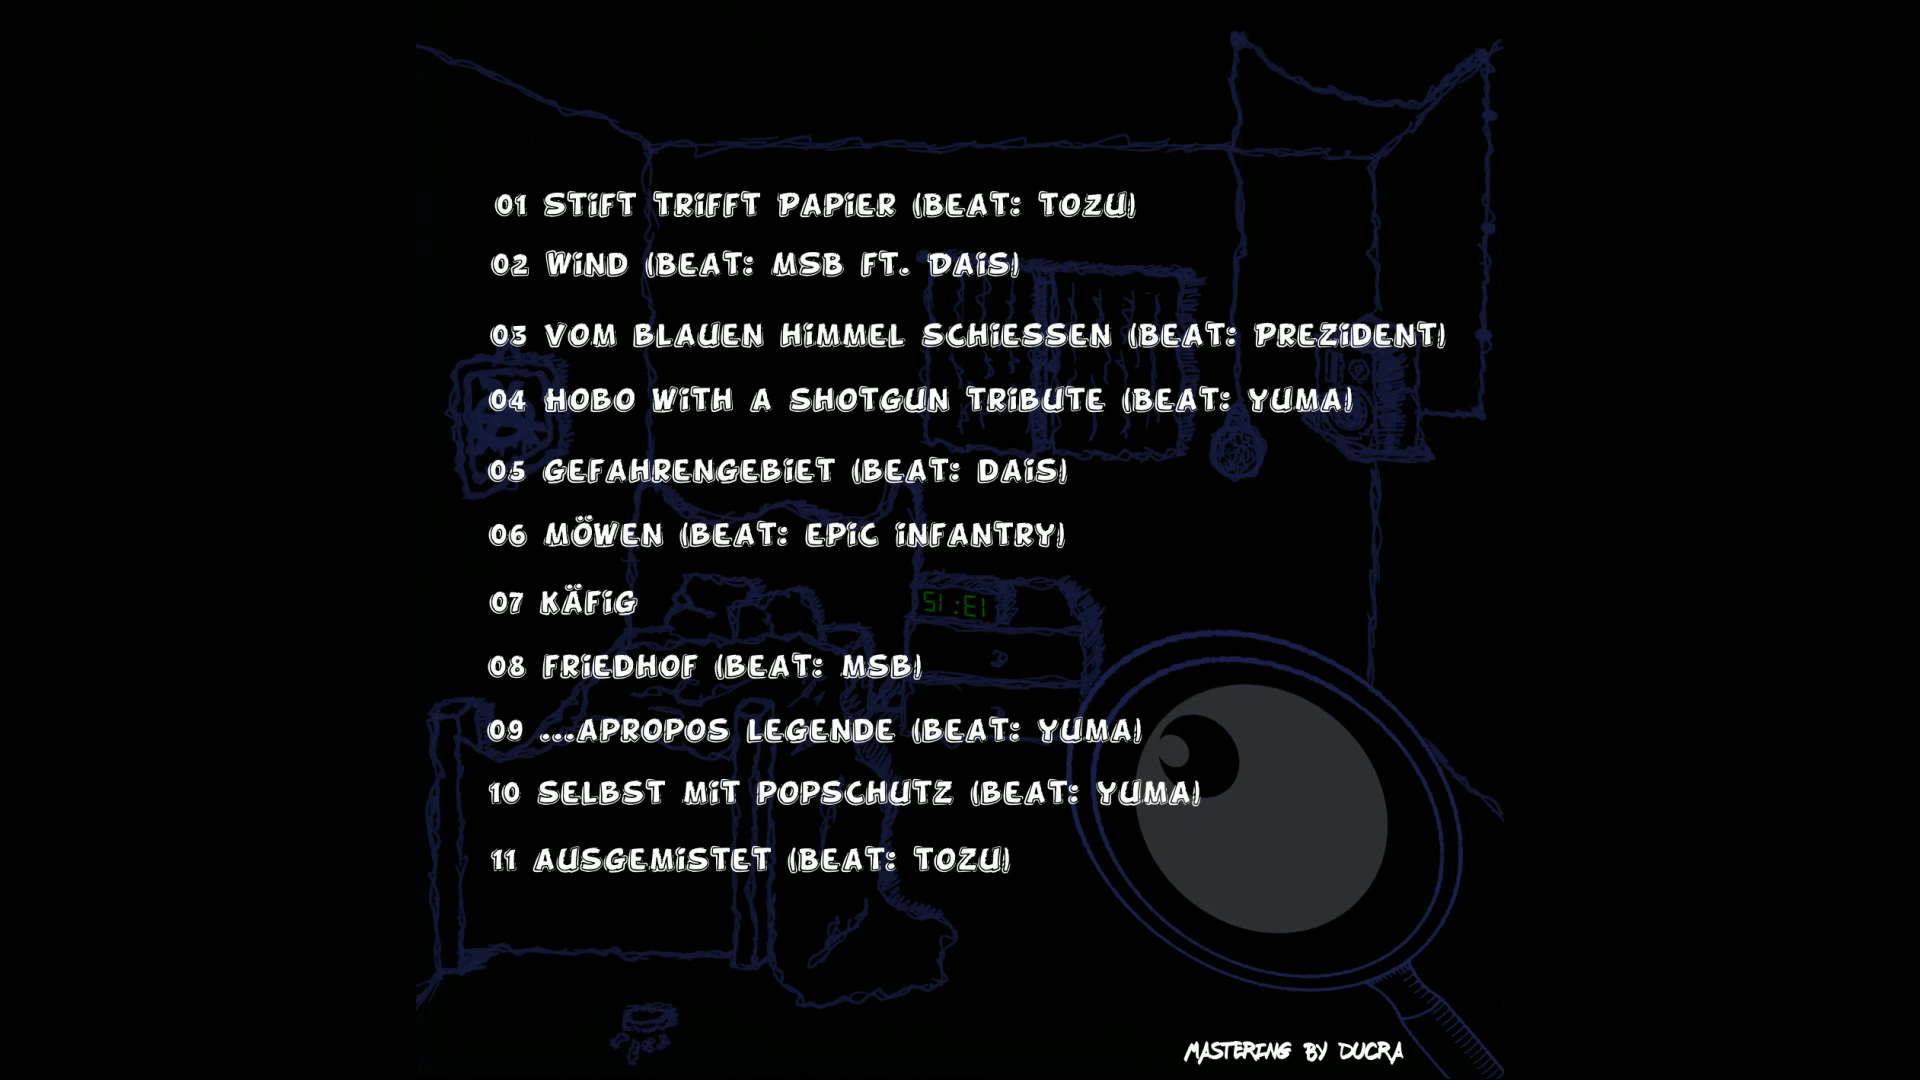 01 STiFT TRiFFT PAPiER (BEAT: TOZU)
02 WiND (BEAT: MSB FT. DAiS)
03 VOM BLAUEN HiMMEL SCHiESSEN (BEAT: PREZiDENT)
04 HOBO WiTH A SHOTGUN TRiBUTE (BEAT: YUMA)
05 GEFAHRENGEBiET (BEAT: DAiS)
06 MÖWEN (BEAT: EPiC iNFANTRY)
07 KÄFiG
51:E1
08 FRiEDHOF (BEAT: MSB)
09 ...APROPOS LEGENDE (BEAT: YUMA)
10 SELBST MiT POPSCHUTZ (BEAT: YUMA)
11 AUSGEMiSTET (BEAT: TOZU)
MASTERING BY DUCRA